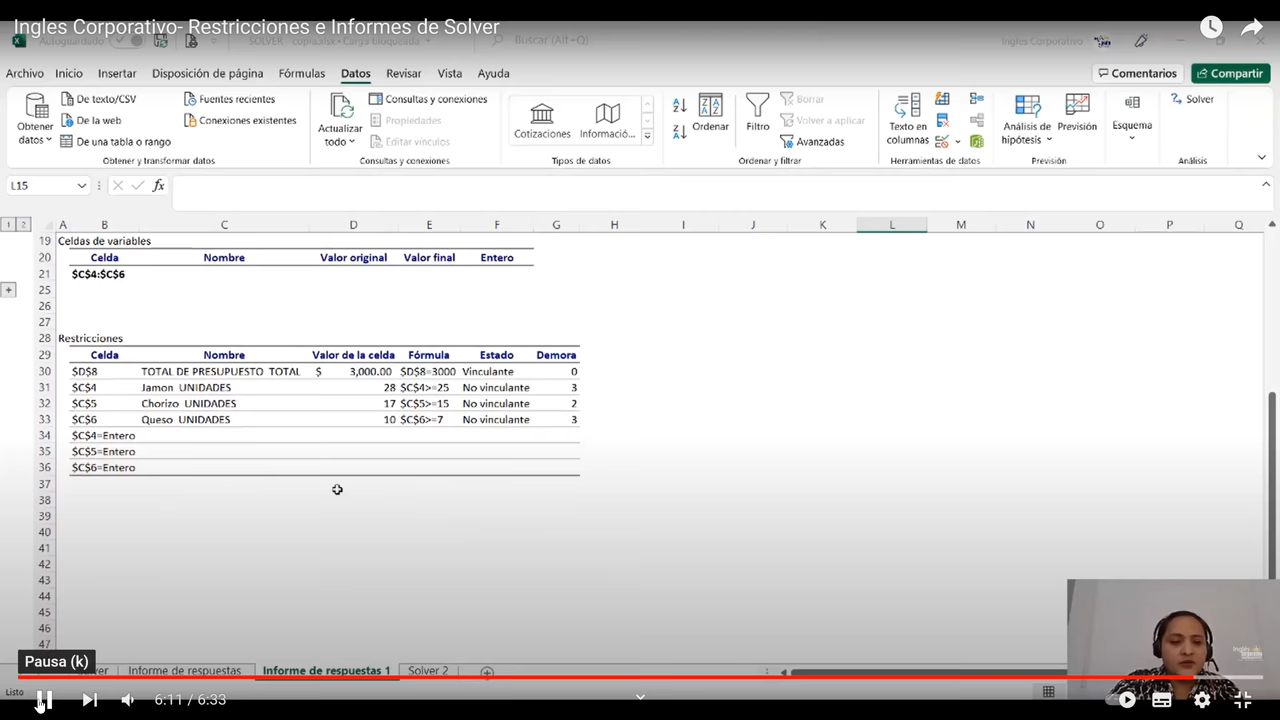 Ingles Corporativo- Restricciones e Informes de Solver
Autoguardado SOLVER copia.xlsx • Carga bloqueada Buscar (Alt+Q) Ingles Corporativo
Archivo Inicio Insertar Disposición de página Fórmulas Datos Revisar Vista Ayuda Comentarios Compartir
De texto/CSV Fuentes recientes Consultas y conexiones Borrar Solver
Obtener datos De la web Conexiones existentes Actualizar todo Propiedades Cotizaciones Informació... Ordenar Filtro Volver a aplicar Texto en columnas Análisis de hipótesis Previsión Esquema
De una tabla o rango Editar vínculos Avanzadas
Obtener y transformar datos Consultas y conexiones Tipos de datos Ordenar y filtrar Herramientas de datos Previsión Análisis
L15 fx
1 2 A B C D E F G H I J K L M N O P Q
19 Celdas de variables
20 Celda Nombre Valor original Valor final Entero
21 $C$4:$C$6
25
26
27
28 Restricciones
29 Celda Nombre Valor de la celda Fórmula Estado Demora
30 $D$8 TOTAL DE PRESUPUESTO TOTAL $ 3,000.00 $D$8=3000 Vinculante 0
31 $C$4 Jamon UNIDADES 28 $C$4>=25 No vinculante 3
32 $C$5 Chorizo UNIDADES 17 $C$5>=15 No vinculante 2
33 $C$6 Queso UNIDADES 10 $C$6>=7 No vinculante 3
34 $C$4=Entero
35 $C$5=Entero
36 $C$6=Entero
37
38
39
40
41
42
43
44
45
46
47
Pausa (k)
Informe de respuestas Informe de respuestas 1 Solver 2
Listo
6:11 / 6:33